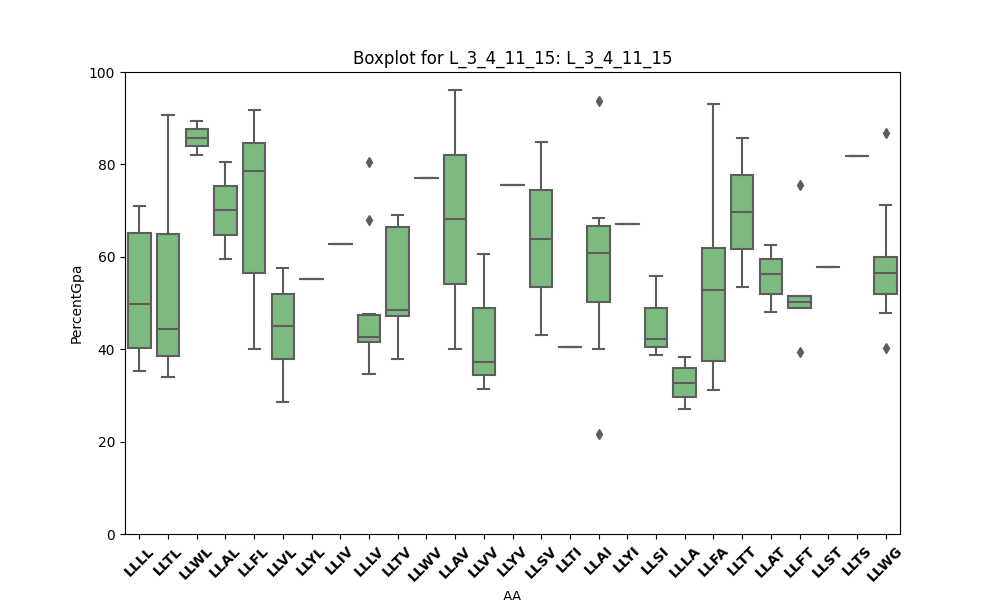 Boxplot for L_3_4_11_15: L_3_4_11_15
PercentGpa
100
80
60
40
20
0
LLLL LLTL LLWL LLAL LLFL LLVL LLYL LLIV LLLV LLTV LLWV LLAV LLVV LLYV LLSV LLTI LLAI LLYI LLSI LLLA LLFA LLTT LLAT LLFT LLST LLTS LLWG
AA